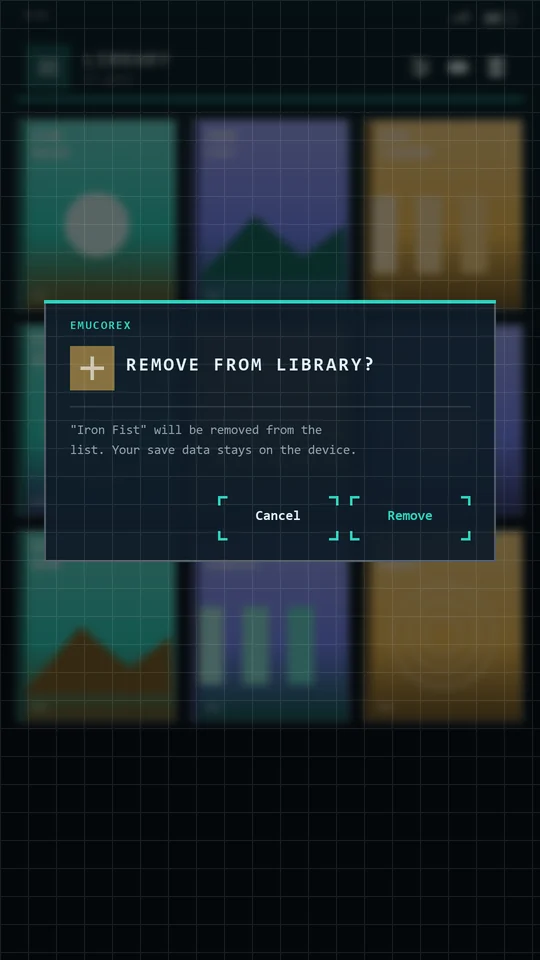 EMUCOREX
REMOVE FROM LIBRARY?
"Iron Fist" will be removed from the
list. Your save data stays on the device.
Cancel
Remove